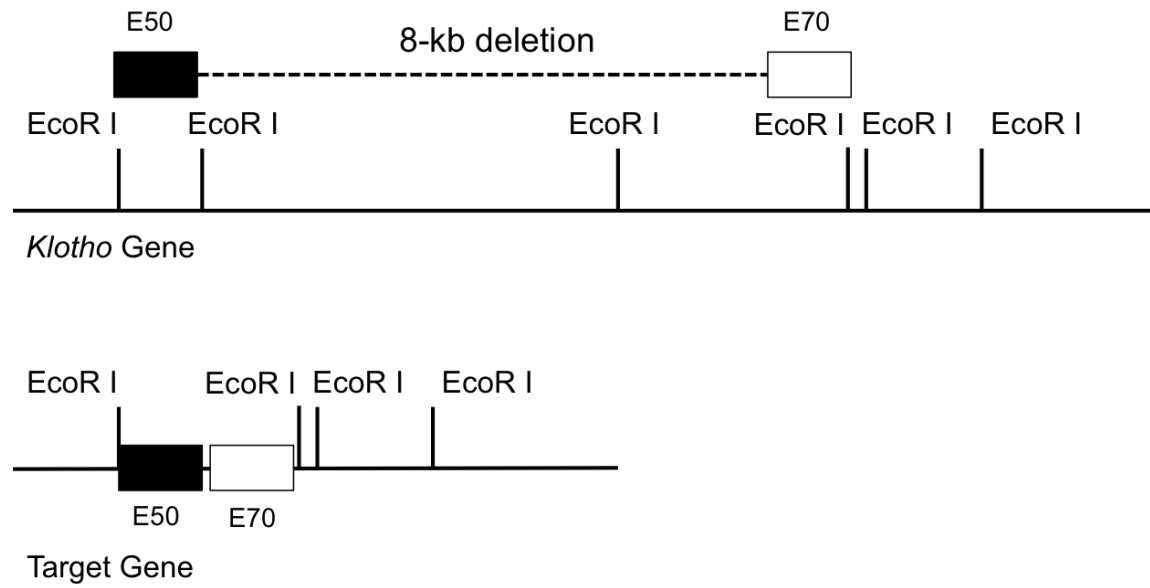 E50
E70
8-kb deletion
EcoR I EcoR I EcoR I EcoR I EcoR I EcoR I
Klotho Gene
EcoR I EcoR I EcoR I EcoR I
E50 E70
Target Gene